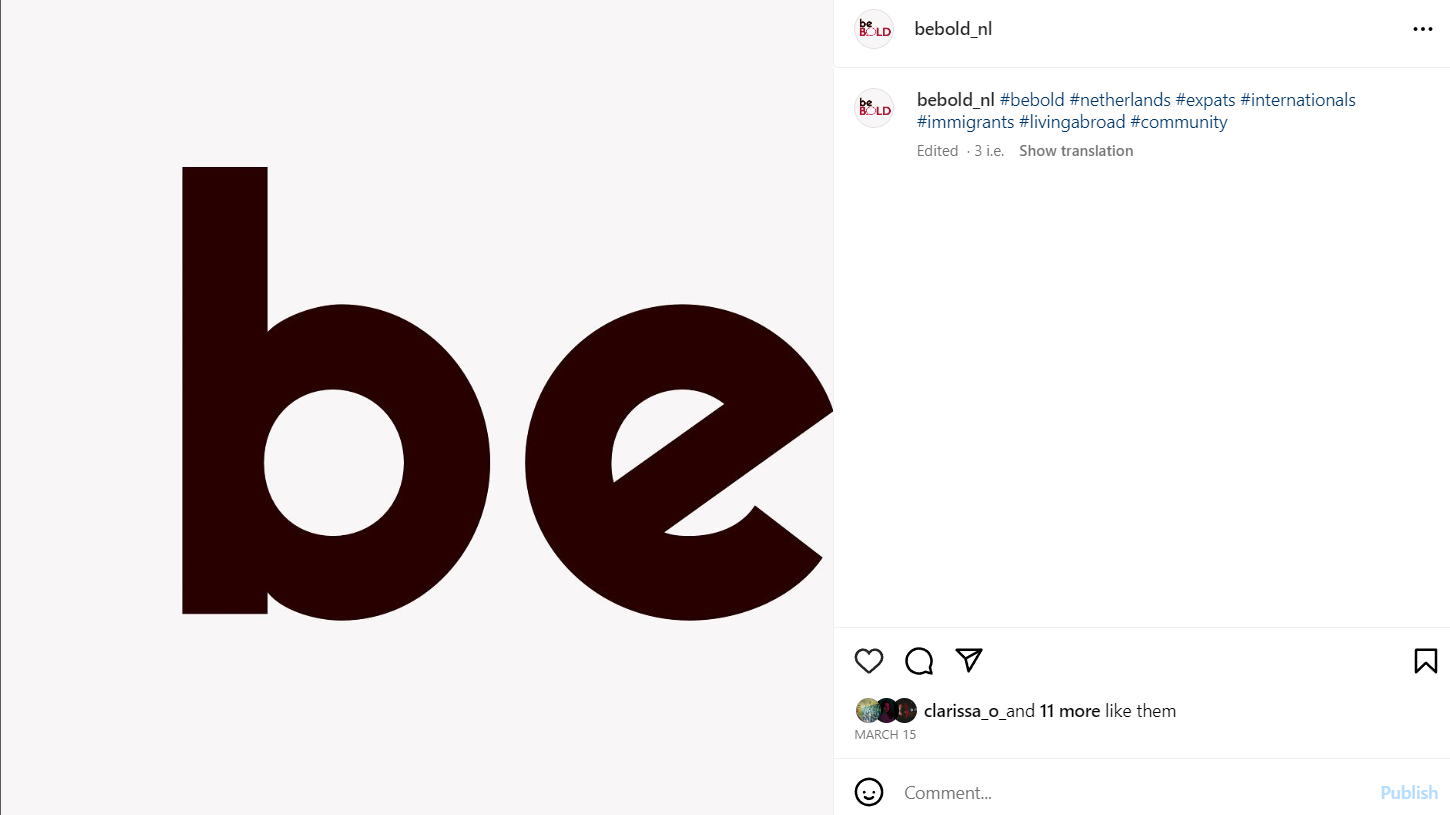 be
be
BOLD
bebold_nl
be
BOLD
bebold_nl #bebold #netherlands #expats #internationals
#immigrants #livingabroad #community
Edited · 3 i.e. Show translation
clarissa_o_and 11 more like them
MARCH 15
Comment...
Publish